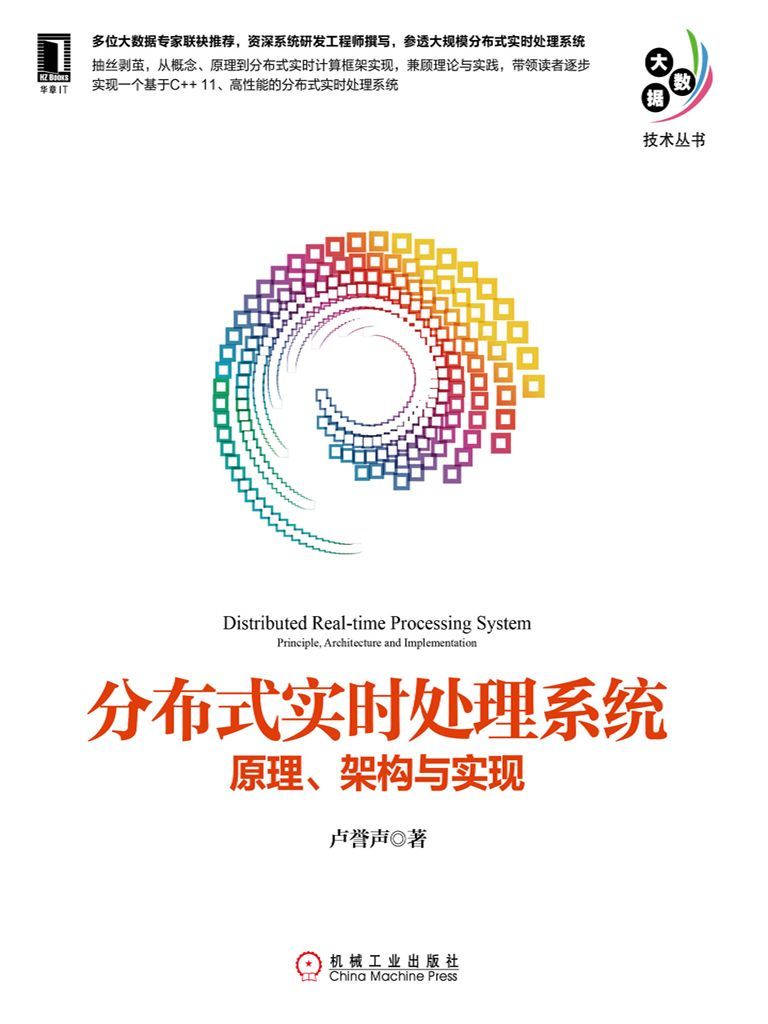 HZ Books
华章IT
多位大数据专家联袂推荐，资深系统研发工程师撰写，参透大规模分布式实时处理系统
抽丝剥茧，从概念、原理到分布式实时计算框架实现，兼顾理论与实践，带领读者逐步
实现一个基于C++ 11、高性能的分布式实时处理系统
大数据
技术丛书
Distributed Real-time Processing System
Principle, Architecture and Implementation
分布式实时处理系统
原理、架构与实现
卢誉声◎著
机械工业出版社
China Machine Press